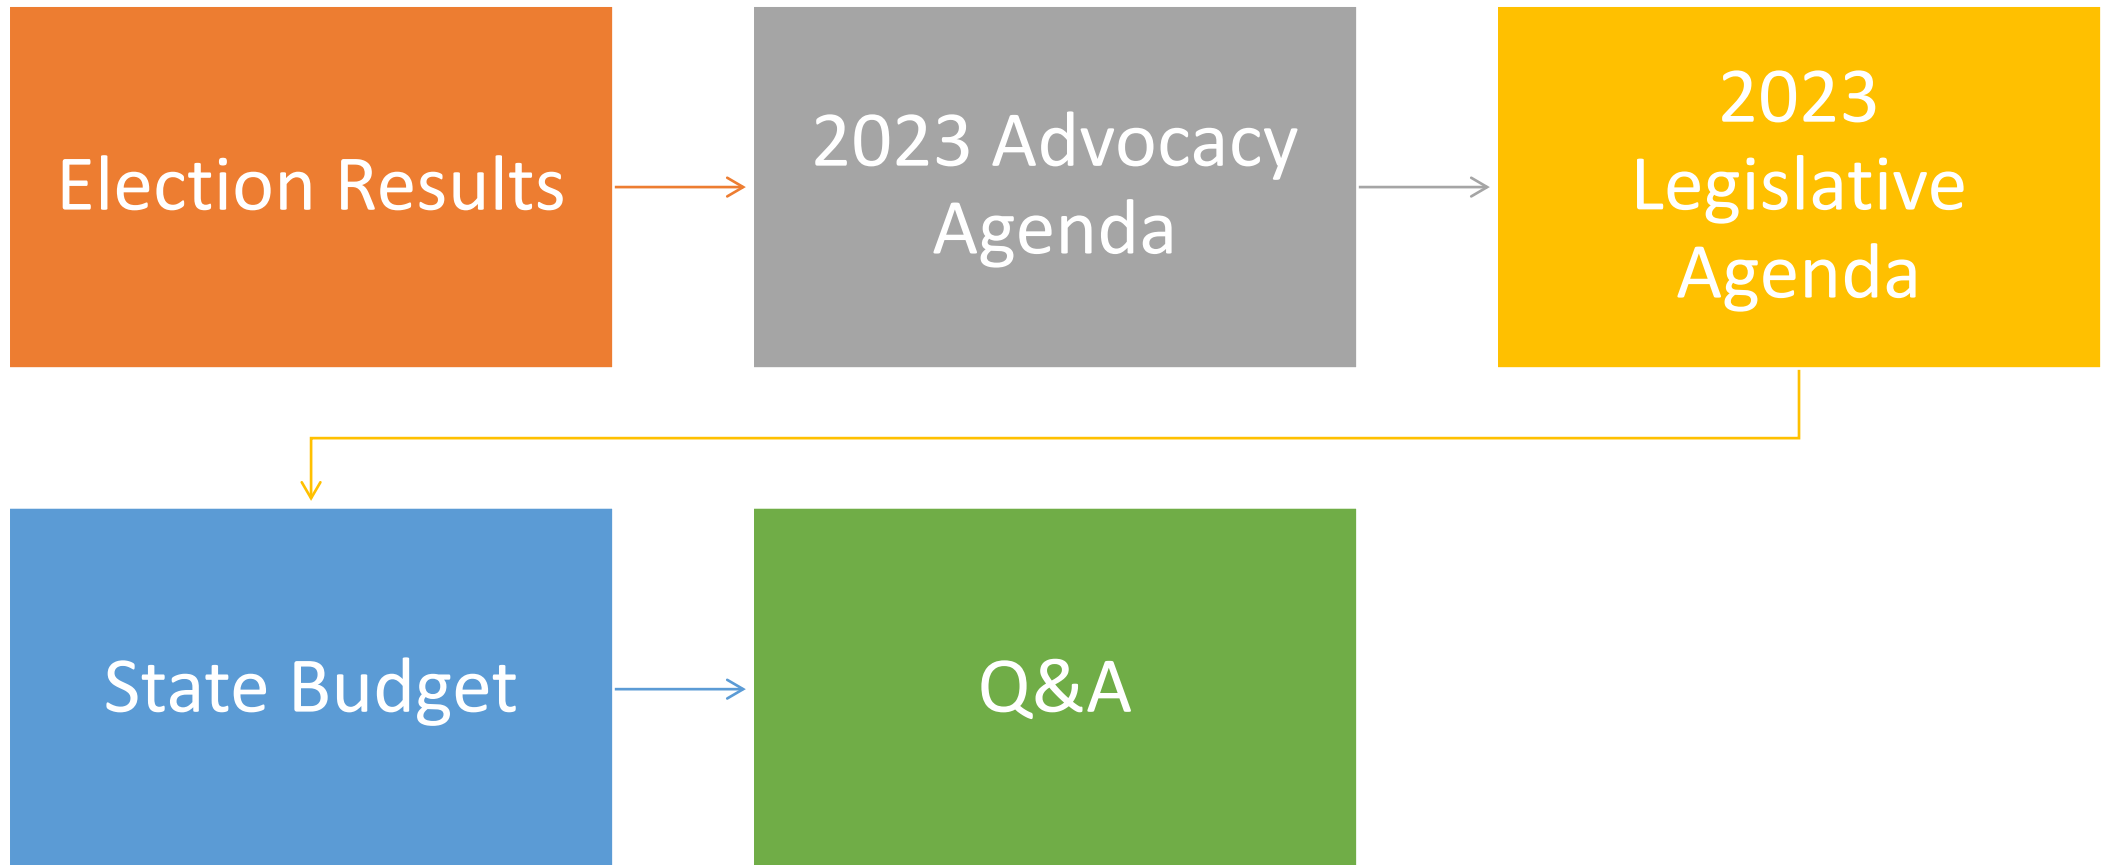 Election Results
2023 Advocacy
Agenda
2023
Legislative
Agenda
State Budget
Q&A